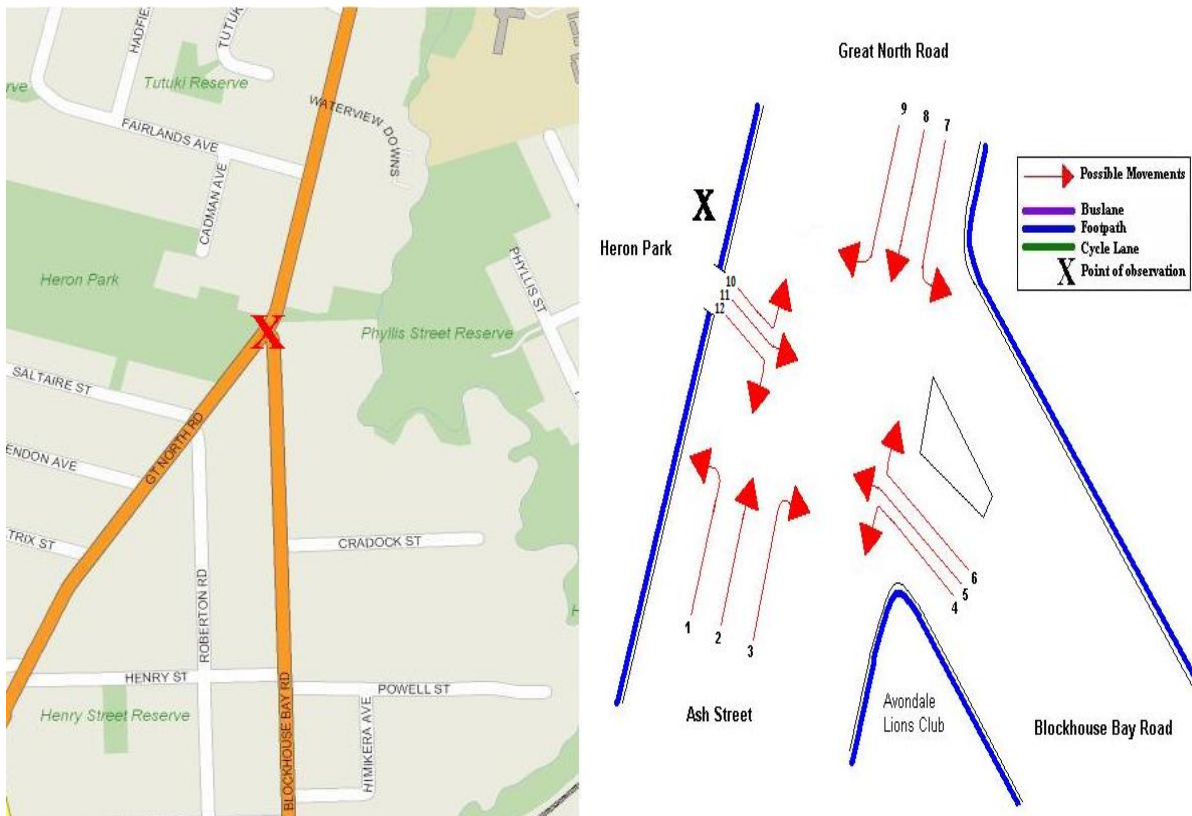 HADFIE
TUTUK
Tutuki Reserve
rve
WATERVIEW DOWNS
FAIRLANDS AVE
CADMAN AVE
Heron Park
PHYLLIS ST
Phyllis Street Reserve
X
SALTAIRE ST
GT NORTH RD
ENDON AVE
TRIX ST
CRADOCK ST
ROBERTON RD
HENRY ST
POWELL ST
Henry Street Reserve
BLOCKHOUSE BAY RD
HIMIKERA AVE
Great North Road
9
8
7
Possible Movements
Buslane
Footpath
Cycle Lane
X Point of observation
X
Heron Park
10
11
12
6
5
4
1
2
3
Ash Street
Avondale
Lions Club
Blockhouse Bay Road